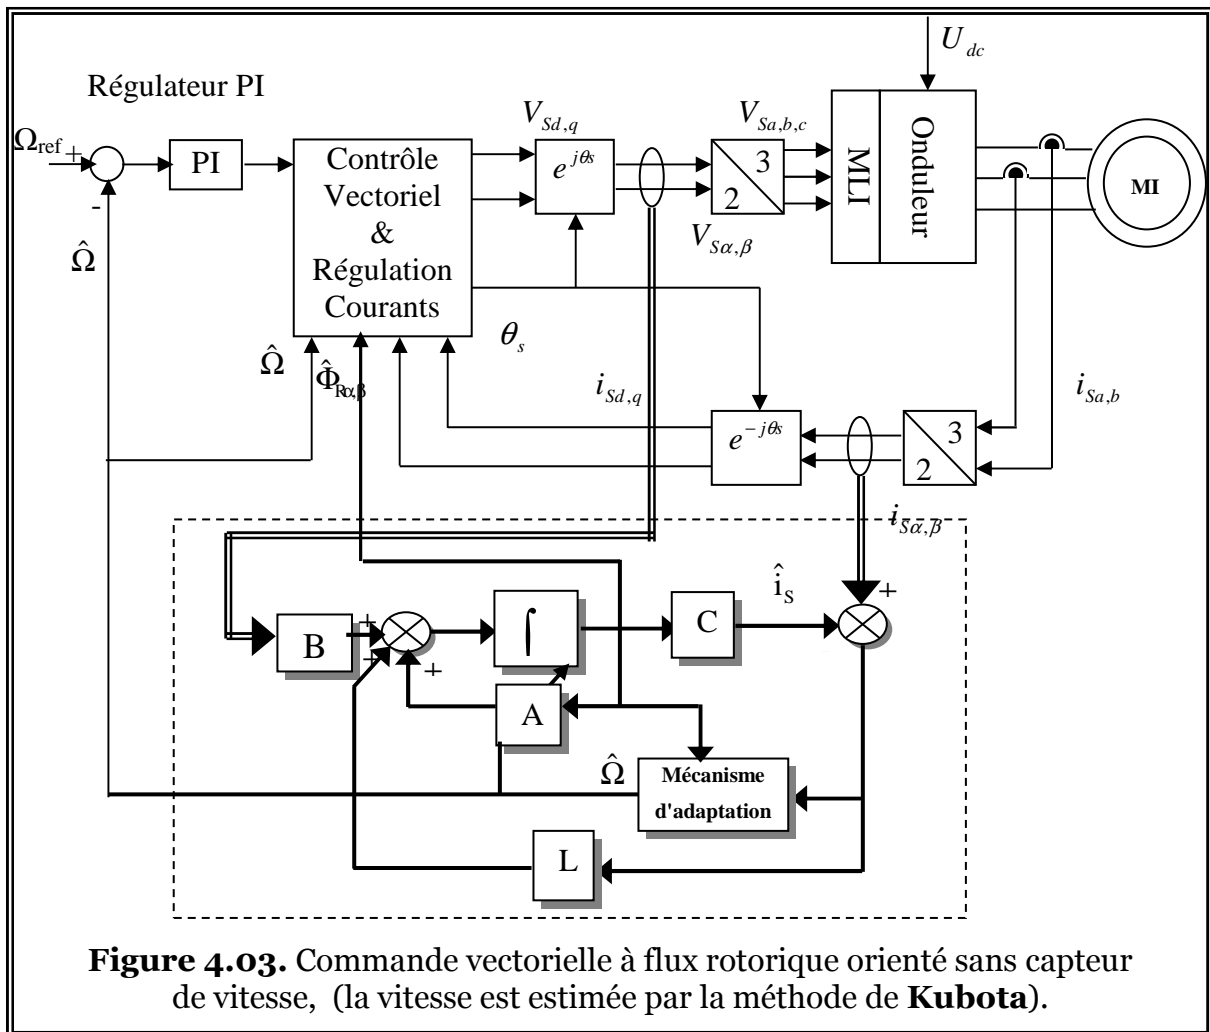 U_dc
Régulateur PI
V_Sd,q
V_Sa,b,c
Ω_ref
+
-
PI
Contrôle
Vectoriel
&
Régulation
Courants
e^jθs
3
2
MLI
Onduleur
MI
V_Sα,β
Ω̂
θ_s
Ω̂
Φ̂_Rα,β
i_Sd,q
i_Sa,b
e^-jθs
3
2
i_Sα,β
î_S
+
B
+
+
+
∫
C
A
Ω̂
Mécanisme
d'adaptation
L
Figure 4.03. Commande vectorielle à flux rotorique orienté sans capteur
de vitesse, (la vitesse est estimée par la méthode de Kubota).